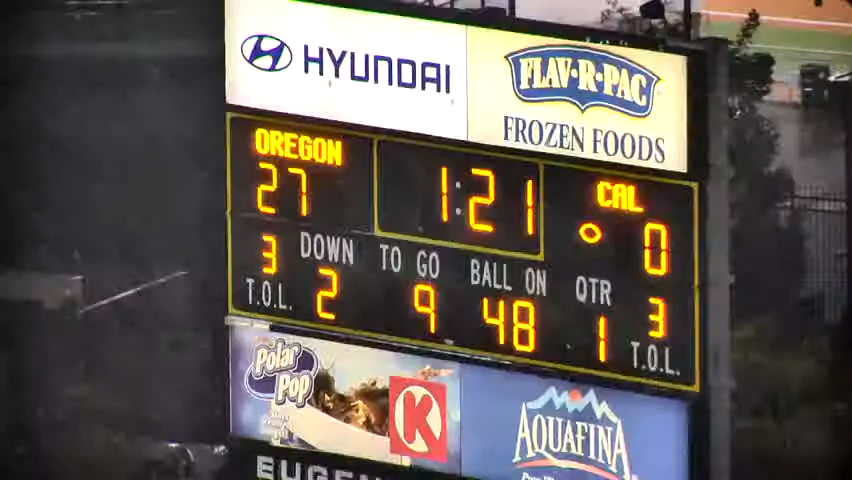 HYUNDAI
FLAV·R·PAC
FROZEN FOODS
OREGON 1:21 CAL
27 0
DOWN TO GO BALL ON QTR
3 2 9 48 1 3
T.O.L. T.O.L.
Polar Pop
K
AQUAFINA